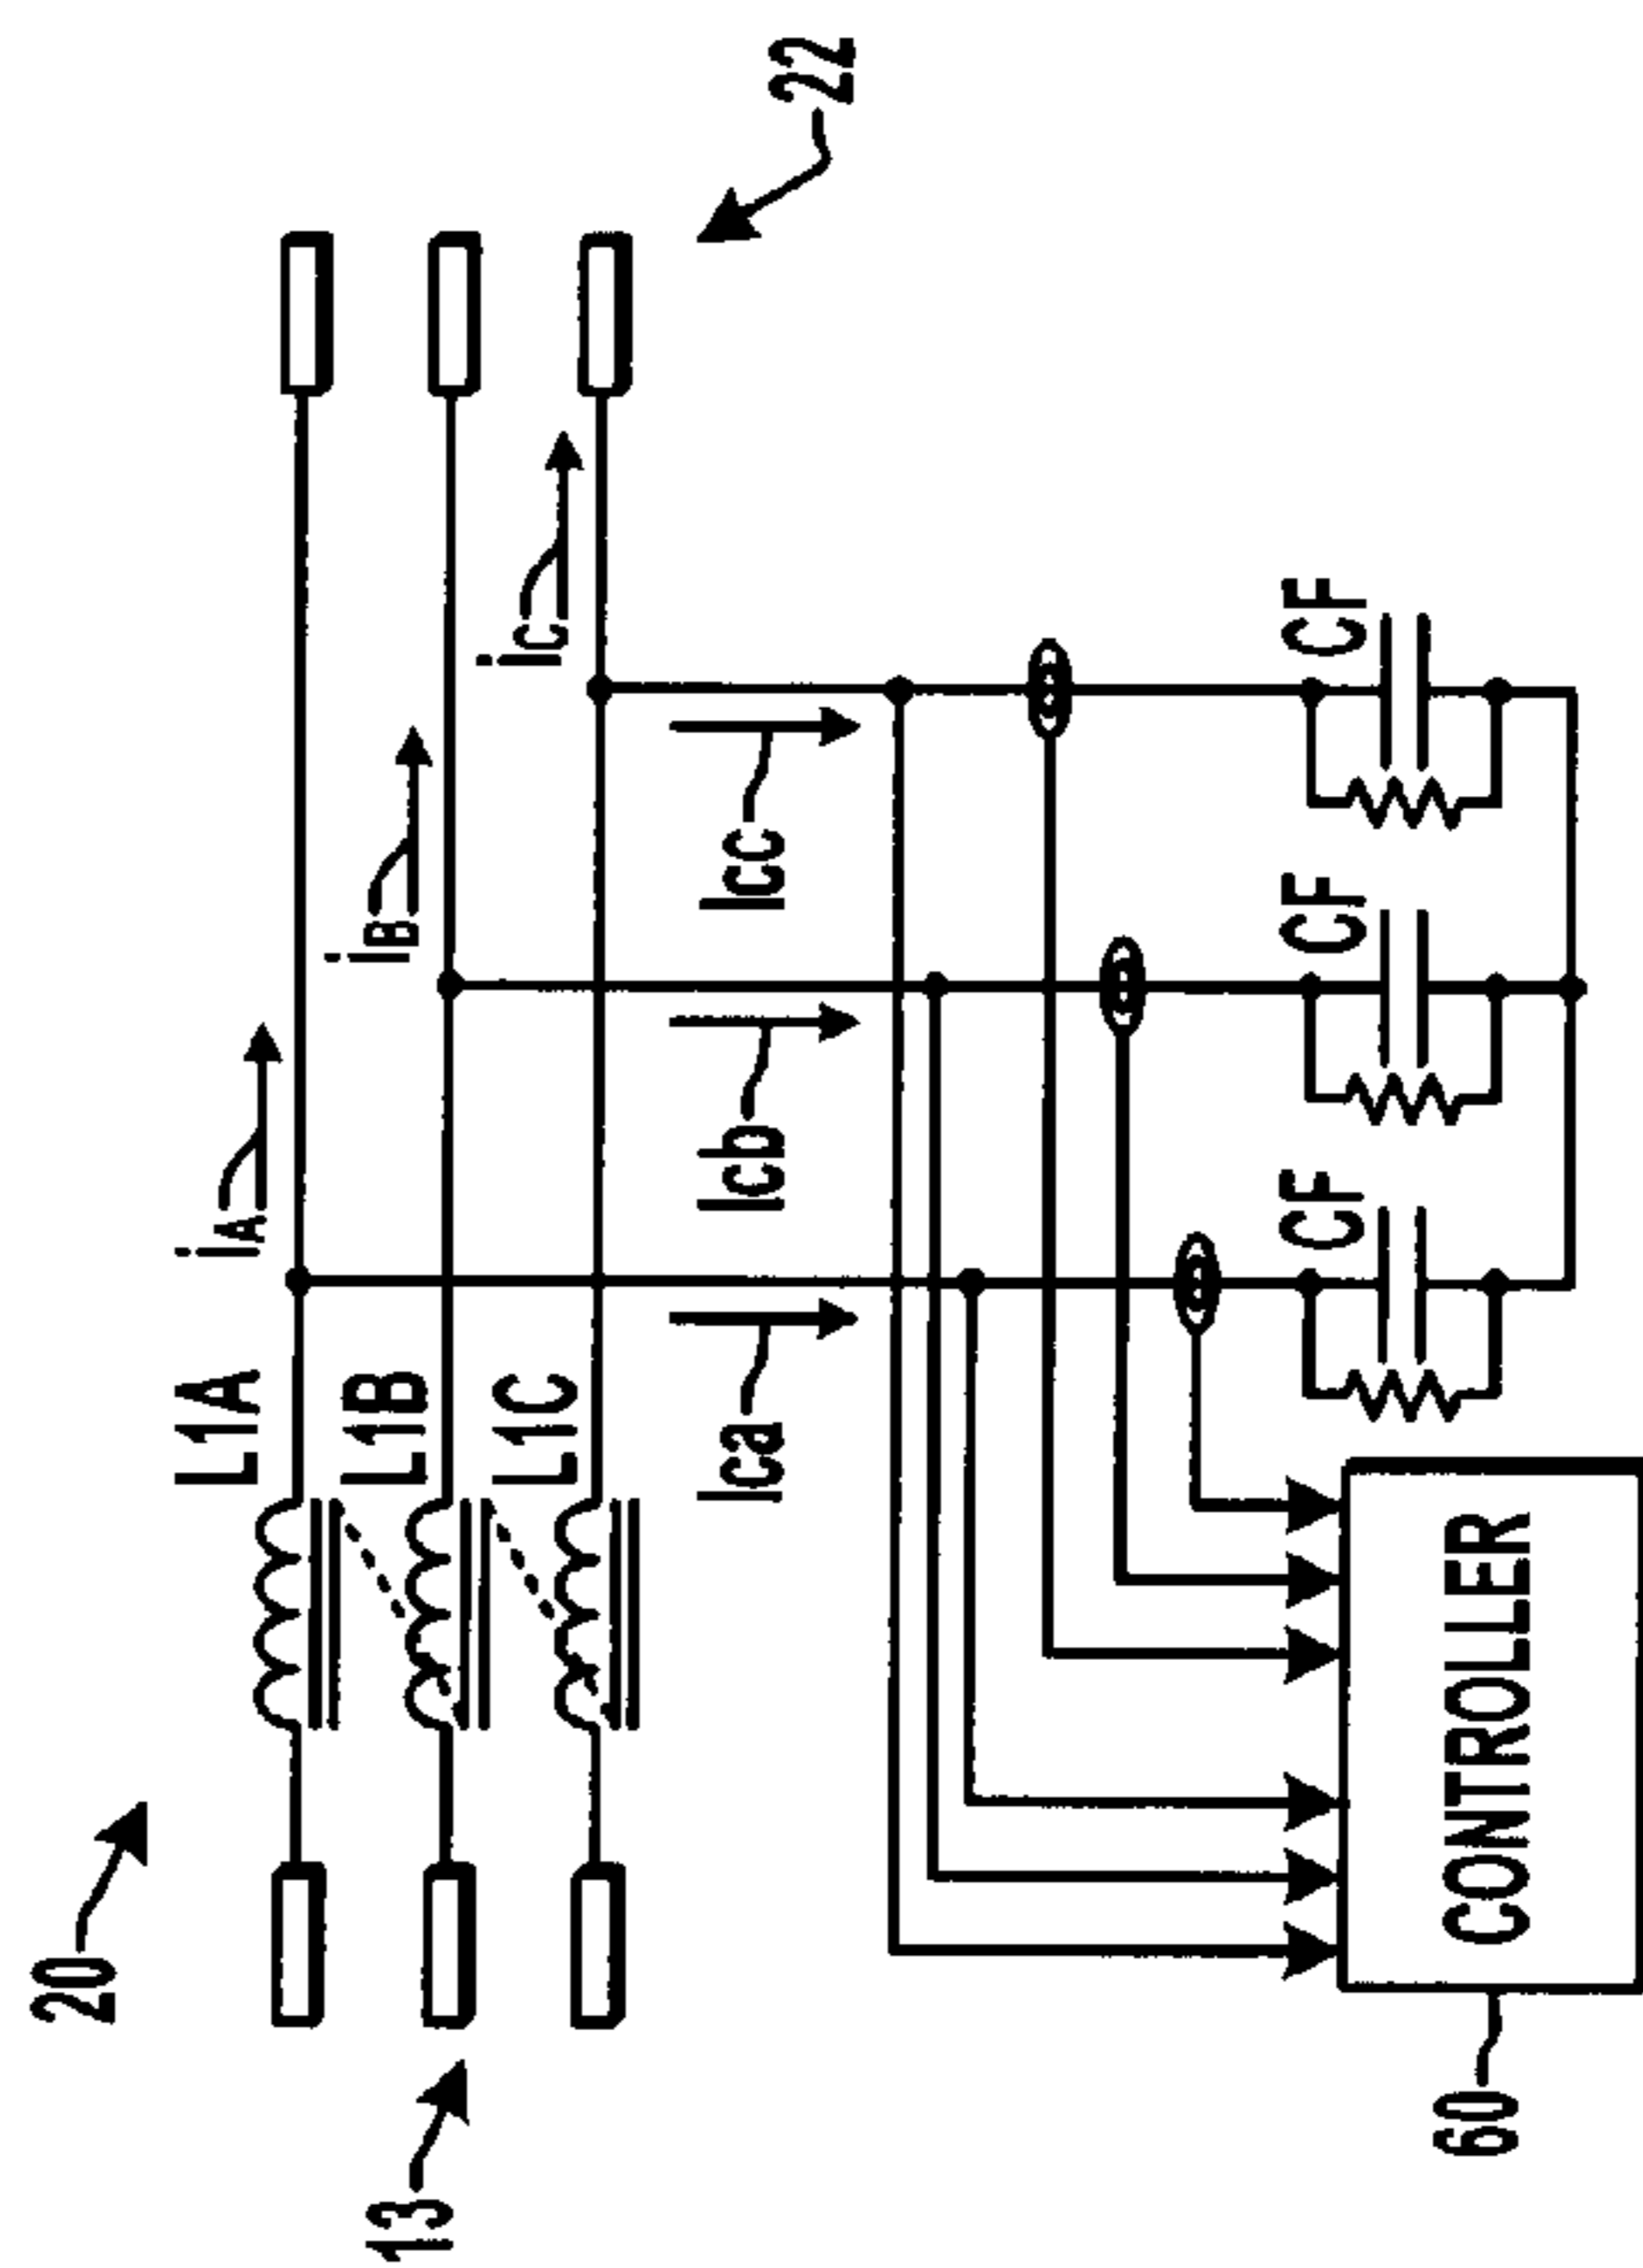 20
13
L1A
L1B
L1C
iA
iB
iC
22
Ica
Icb
Icc
CF
CF
CF
CONTROLLER
60